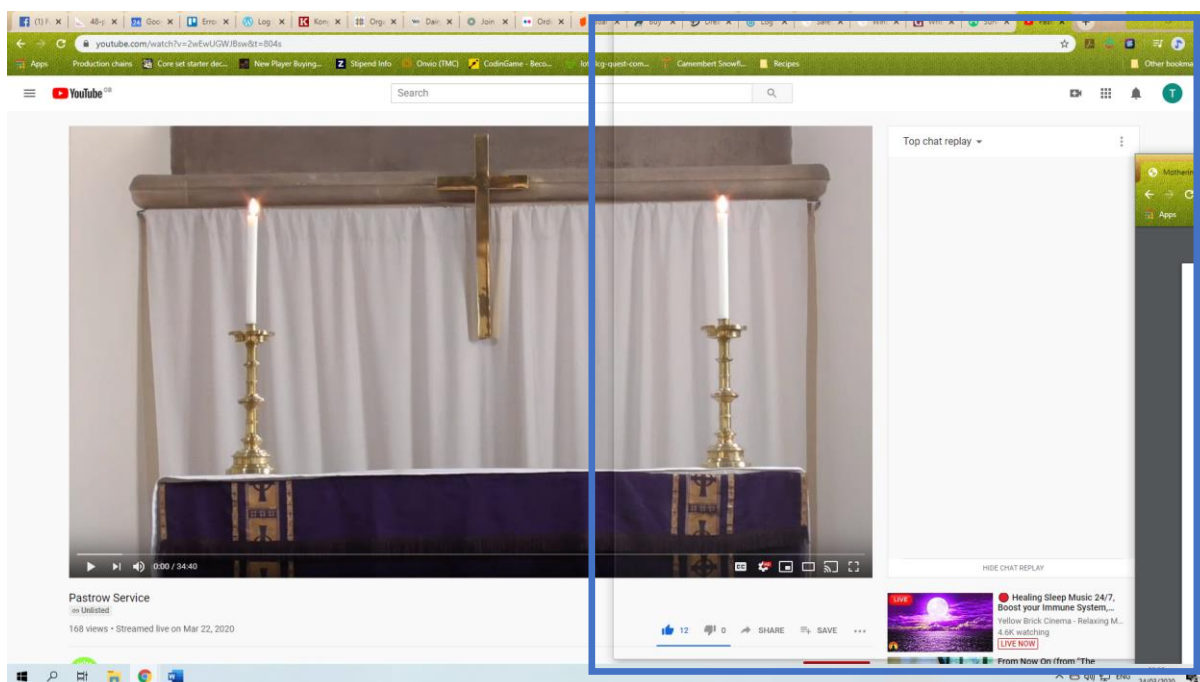 youtube.com/watch?v=2wEwUGWJBsw&t=804s
Apps
Production chains
Core set starter dec...
New Player Buying...
Stipend Info
Onvio (TMC)
CodinGame - Beco...
Camembert Snowfl...
Recipes
Other bookma
YouTube GB
Search
T
Top chat replay
Apps
0:00 / 34:40
HIDE CHAT REPLAY
Pastrow Service
Unlisted
168 views • Streamed live on Mar 22, 2020
12
0
SHARE
SAVE
LIVE
Healing Sleep Music 24/7,
Boost your Immune System,...
Yellow Brick Cinema - Relaxing M...
4.6K watching
LIVE NOW
From Now On (from "The
ENG